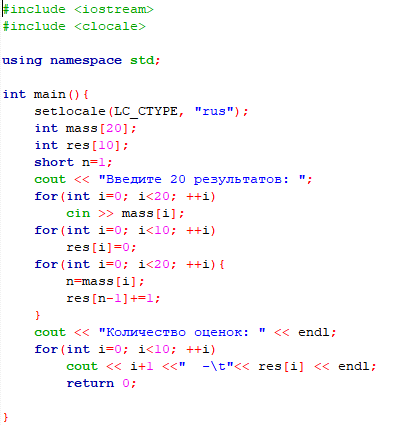 #include <iostream>
#include <clocale>
using namespace std;
int main(){
setlocale(LC_CTYPE, "rus");
int mass[20];
int res[10];
short n=1;
cout << "Введите 20 результатов: ";
for(int i=0; i<20; ++i)
cin >> mass[i];
for(int i=0; i<10; ++i)
res[i]=0;
for(int i=0; i<20; ++i){
n=mass[i];
res[n-1]+=1;
}
cout << "Количество оценок: " << endl;
for(int i=0; i<10; ++i)
cout << i+1 <<"  -\t"<< res[i] << endl;
return 0;
}